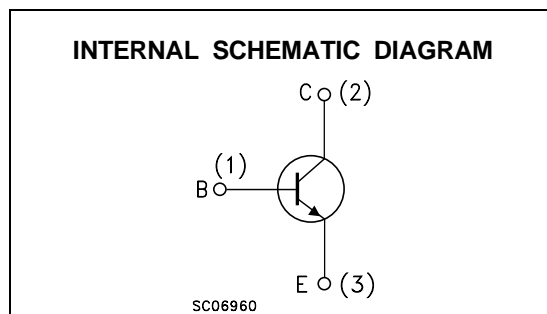 INTERNAL SCHEMATIC DIAGRAM
C (2)
(1)
B
E (3)
SC06960